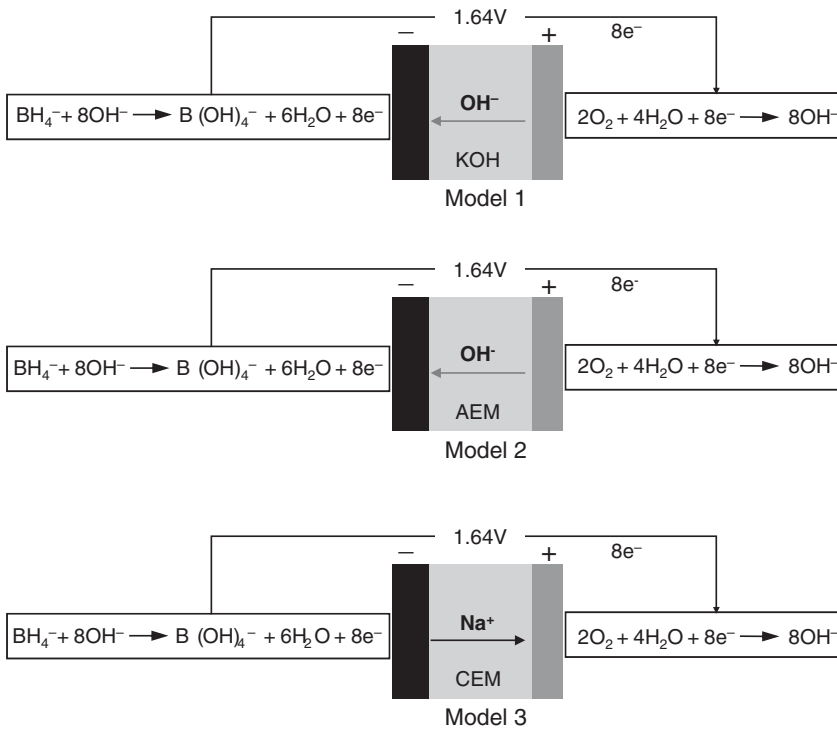 1.64V
− + 8e⁻
BH₄⁻ + 8OH⁻ ⟶ B (OH)₄⁻ + 6H₂O + 8e⁻
OH⁻
2O₂ + 4H₂O + 8e⁻ ⟶ 8OH⁻
KOH
Model 1
1.64V
− + 8e⁻
BH₄⁻ + 8OH⁻ ⟶ B (OH)₄⁻ + 6H₂O + 8e⁻
OH⁻
2O₂ + 4H₂O + 8e⁻ ⟶ 8OH⁻
AEM
Model 2
1.64V
− + 8e⁻
BH₄⁻ + 8OH⁻ ⟶ B (OH)₄⁻ + 6H₂O + 8e⁻
Na⁺
2O₂ + 4H₂O + 8e⁻ ⟶ 8OH⁻
CEM
Model 3